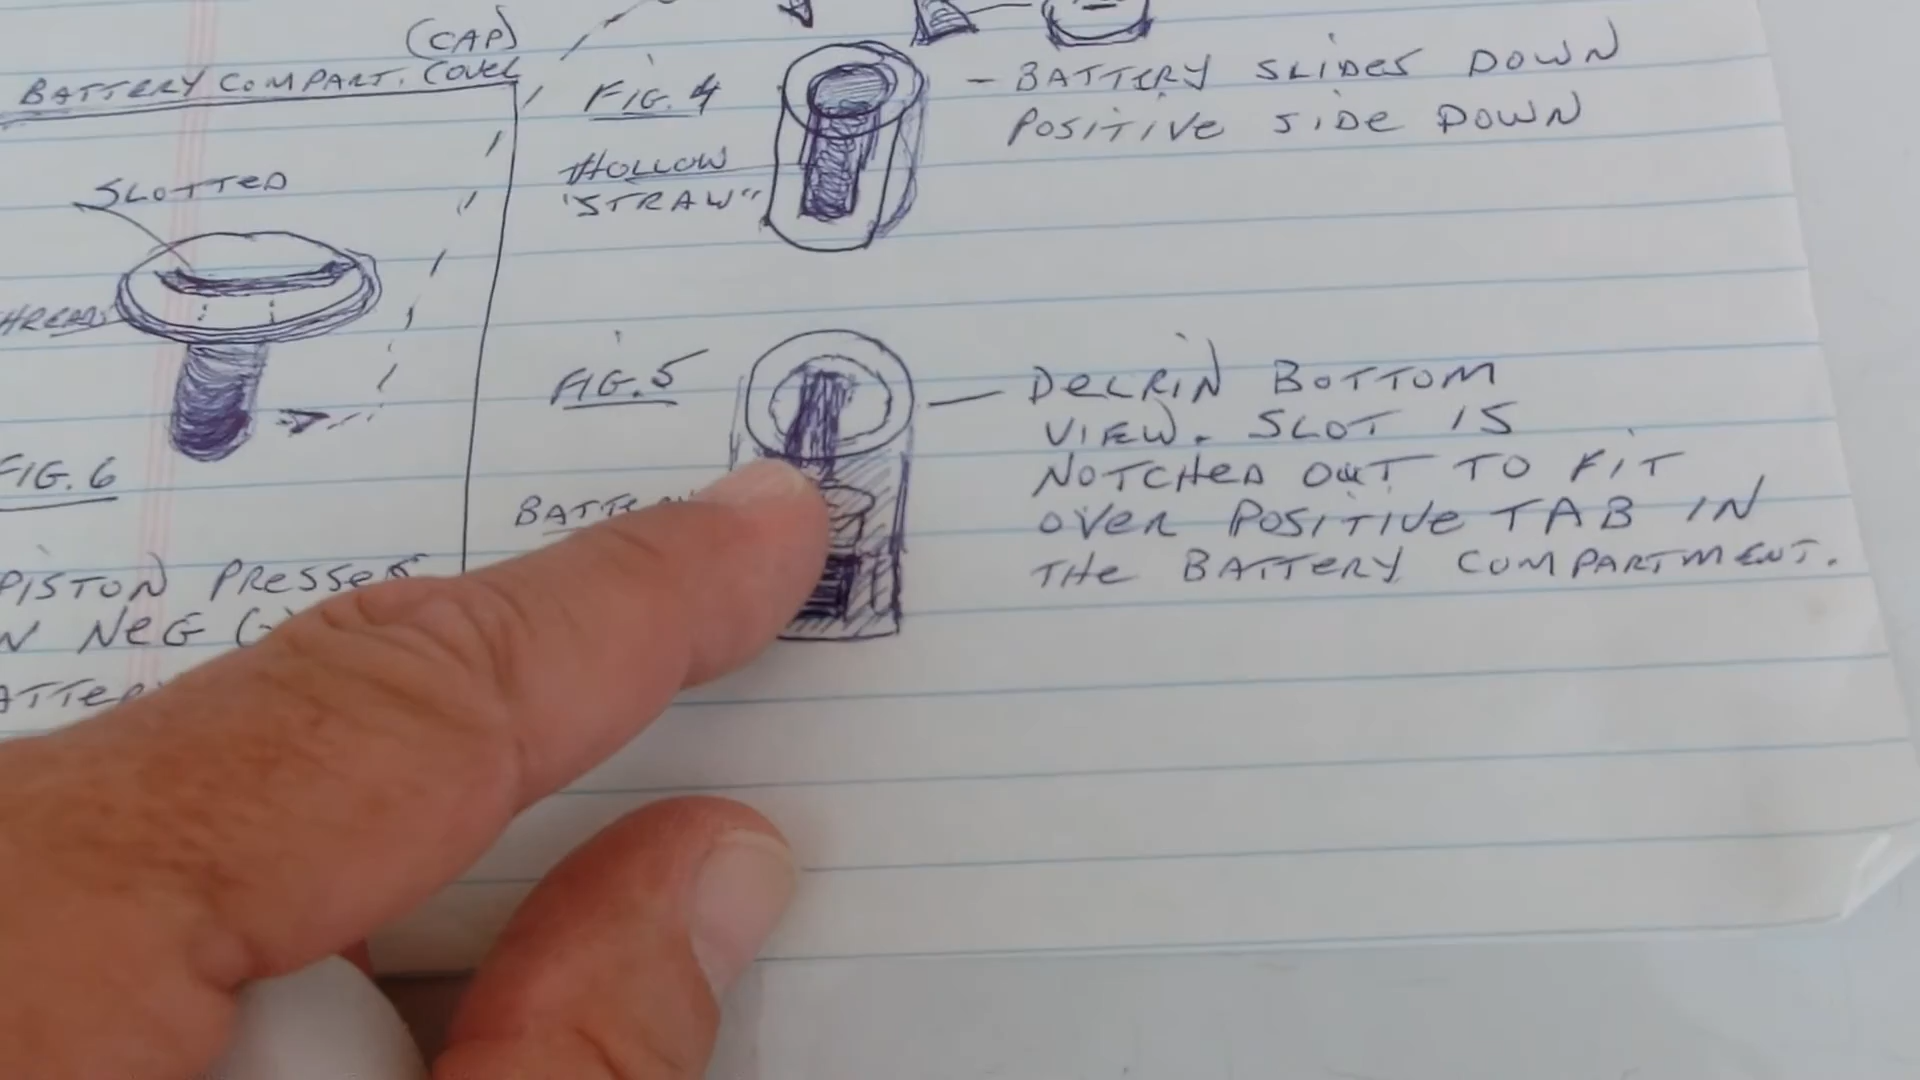 (CAP)
BATTERY COMPART. COVER
SLOTTED
FIG. 6
PISTON PRESSES
NEG (-)
FIG. 4
HOLLOW
"STRAW"
- BATTERY SLIDES DOWN
POSITIVE SIDE DOWN
FIG. 5
DELRIN BOTTOM
VIEW. SLOT IS
NOTCHED OUT TO FIT
OVER POSITIVE TAB IN
THE BATTERY COMPARTMENT.